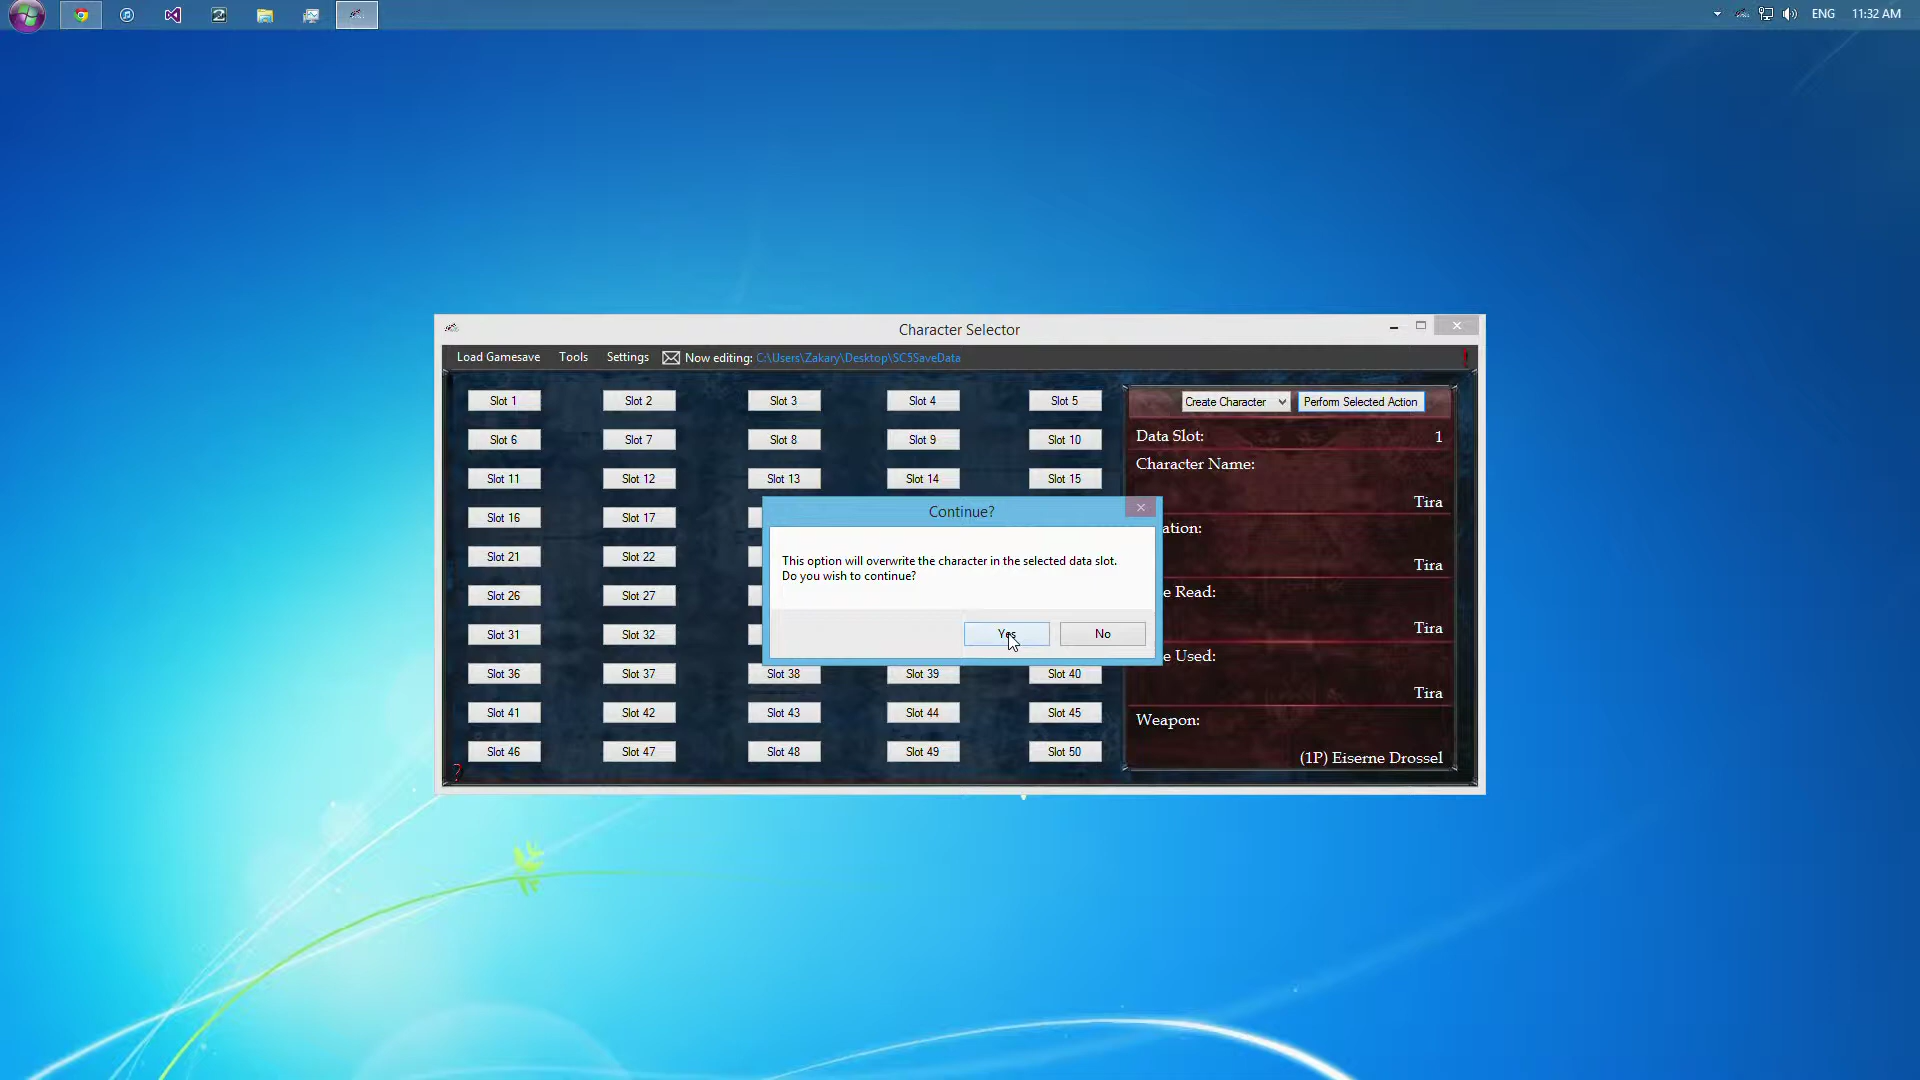 ENG 11:32 AM
Character Selector
Load Gamesave Tools Settings Now editing: C:\Users\Zakary\Desktop\SC5SaveData
Slot 1 Slot 2 Slot 3 Slot 4 Slot 5
Slot 6 Slot 7 Slot 8 Slot 9 Slot 10
Slot 11 Slot 12 Slot 13 Slot 14 Slot 15
Slot 16 Slot 17
Slot 21 Slot 22
Slot 26 Slot 27
Slot 31 Slot 32
Slot 36 Slot 37 Slot 38 Slot 39 Slot 40
Slot 41 Slot 42 Slot 43 Slot 44 Slot 45
Slot 46 Slot 47 Slot 48 Slot 49 Slot 50
?
Create Character Perform Selected Action
Data Slot: 1
Character Name:
Tira
ation:
Tira
e Read:
Tira
e Used:
Tira
Weapon:
(1P) Eiserne Drossel
Continue?
This option will overwrite the character in the selected data slot.
Do you wish to continue?
Yes No